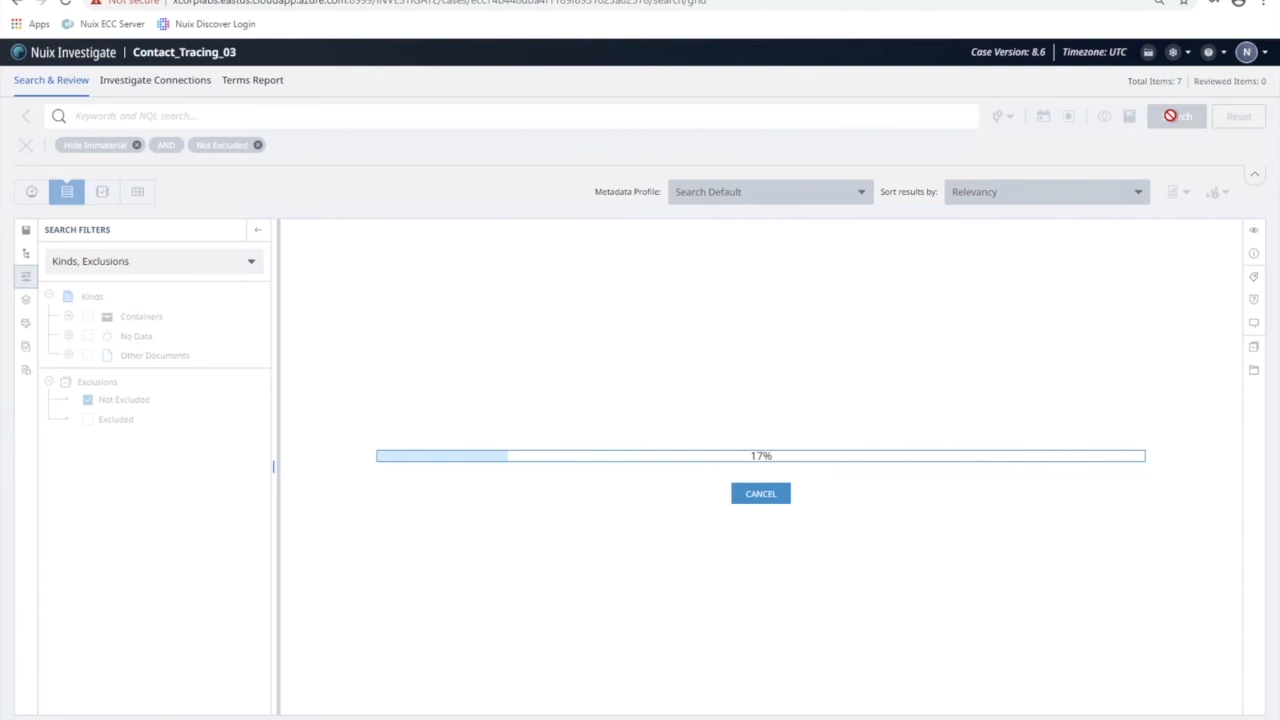 Not secure
Apps Nuix ECC Server Nuix Discover Login
Nuix Investigate | Contact_Tracing_03 Case Version: 8.6 Timezone: UTC N
Search & Review Investigate Connections Terms Report Total Items: 7 Reviewed Items: 0
Keywords and NQL search... Reset
Hide Immaterial AND Not Excluded
Metadata Profile: Search Default Sort results by: Relevancy
SEARCH FILTERS
Kinds, Exclusions
Kinds
Containers
No Data
Other Documents
Exclusions
Not Excluded
Excluded
17%
CANCEL